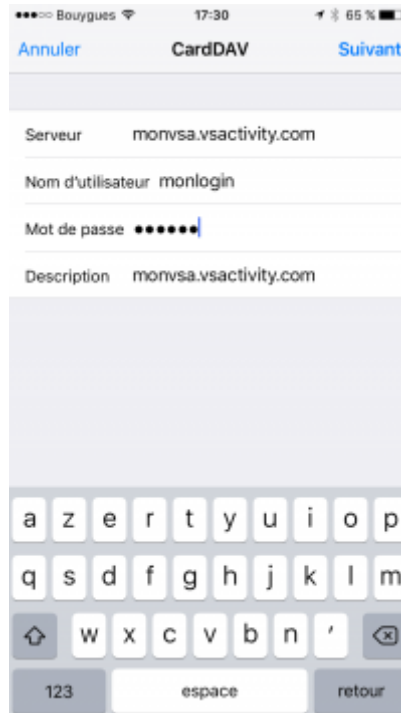 ●●●○○ Bouygues 17:30 65 %
Annuler CardDAV Suivant
Serveur monvsa.vsactivity.com
Nom d'utilisateur monlogin
Mot de passe ●●●●●●
Description monvsa.vsactivity.com
a z e r t y u i o p
q s d f g h j k l m
w x c v b n '
123 espace retour